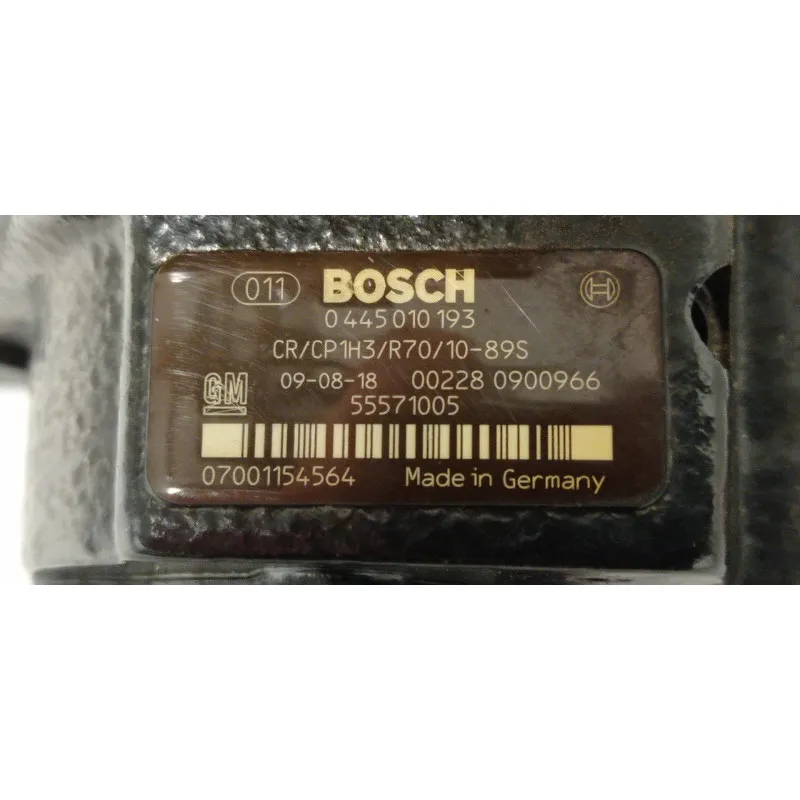 011 BOSCH
0 445 010 193
CR/CP1H3/R70/10-89S
GM 09-08-18 00228 0900966
55571005
07001154564 Made in Germany